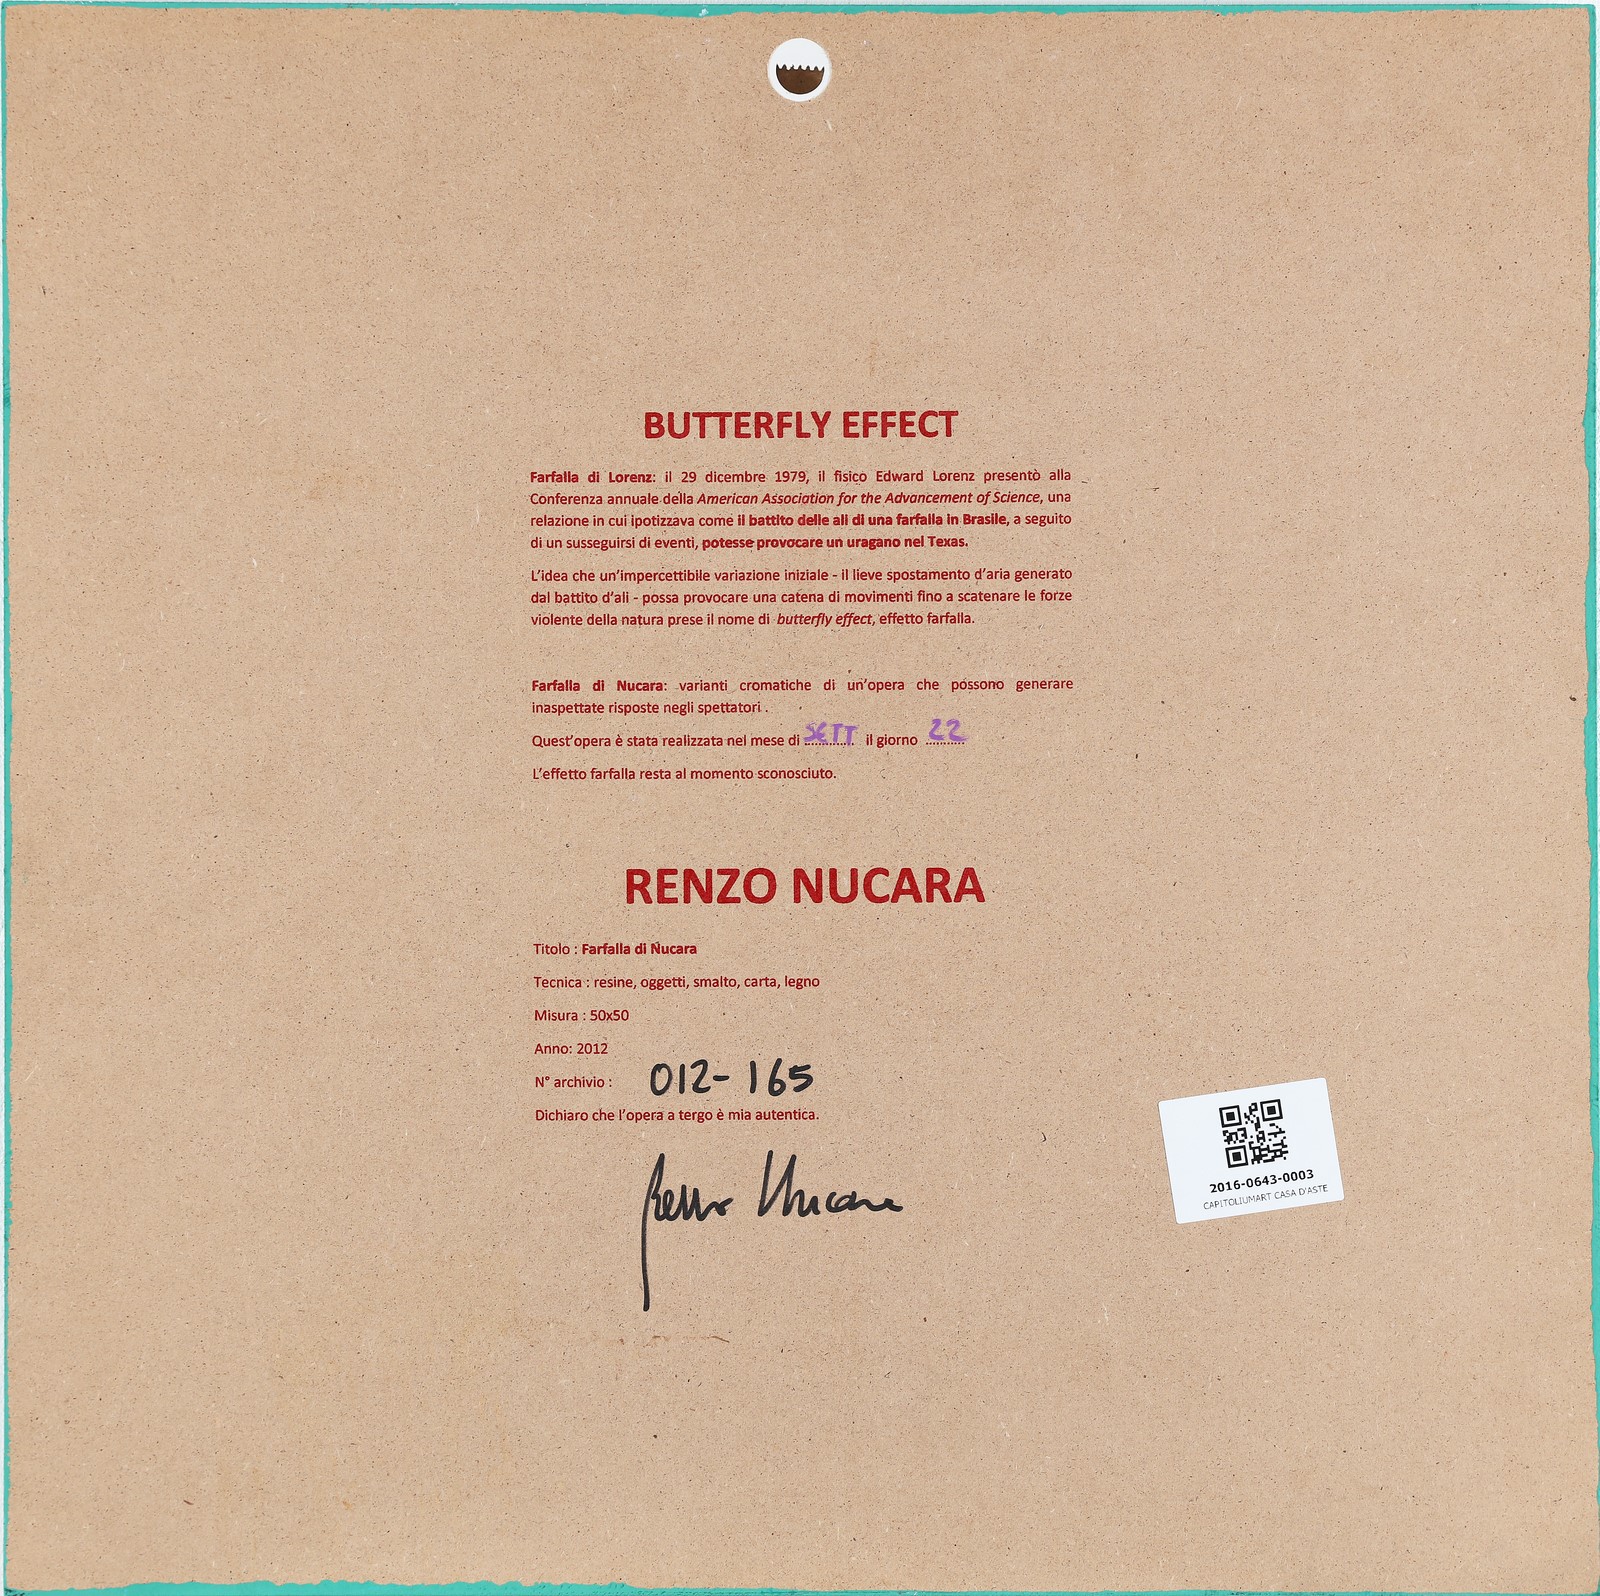 BUTTERFLY EFFECT
Farfalla di Lorenz: il 29 dicembre 1979, il fisico Edward Lorenz presentò alla
Conferenza annuale della American Association for the Advancement of Science, una
relazione in cui ipotizzava come il battito delle ali di una farfalla in Brasile, a seguito
di un susseguirsi di eventi, potesse provocare un uragano nel Texas.
L'idea che un'impercettibile variazione iniziale - il lieve spostamento d'aria generato
dal battito d'ali - possa provocare una catena di movimenti fino a scatenare le forze
violente della natura prese il nome di butterfly effect, effetto farfalla.
Farfalla di Nucara: varianti cromatiche di un'opera che possono generare
inaspettate risposte negli spettatori .
Quest'opera è stata realizzata nel mese di SETT il giorno 22
L'effetto farfalla resta al momento sconosciuto.
RENZO NUCARA
Titolo : Farfalla di Nucara
Tecnica : resine, oggetti, smalto, carta, legno
Misura : 50x50
Anno: 2012
N° archivio : 012-165
Dichiaro che l'opera a tergo è mia autentica.
Renzo Nucara
2016-0643-0003
CAPITOLIUMART CASA D'ASTE